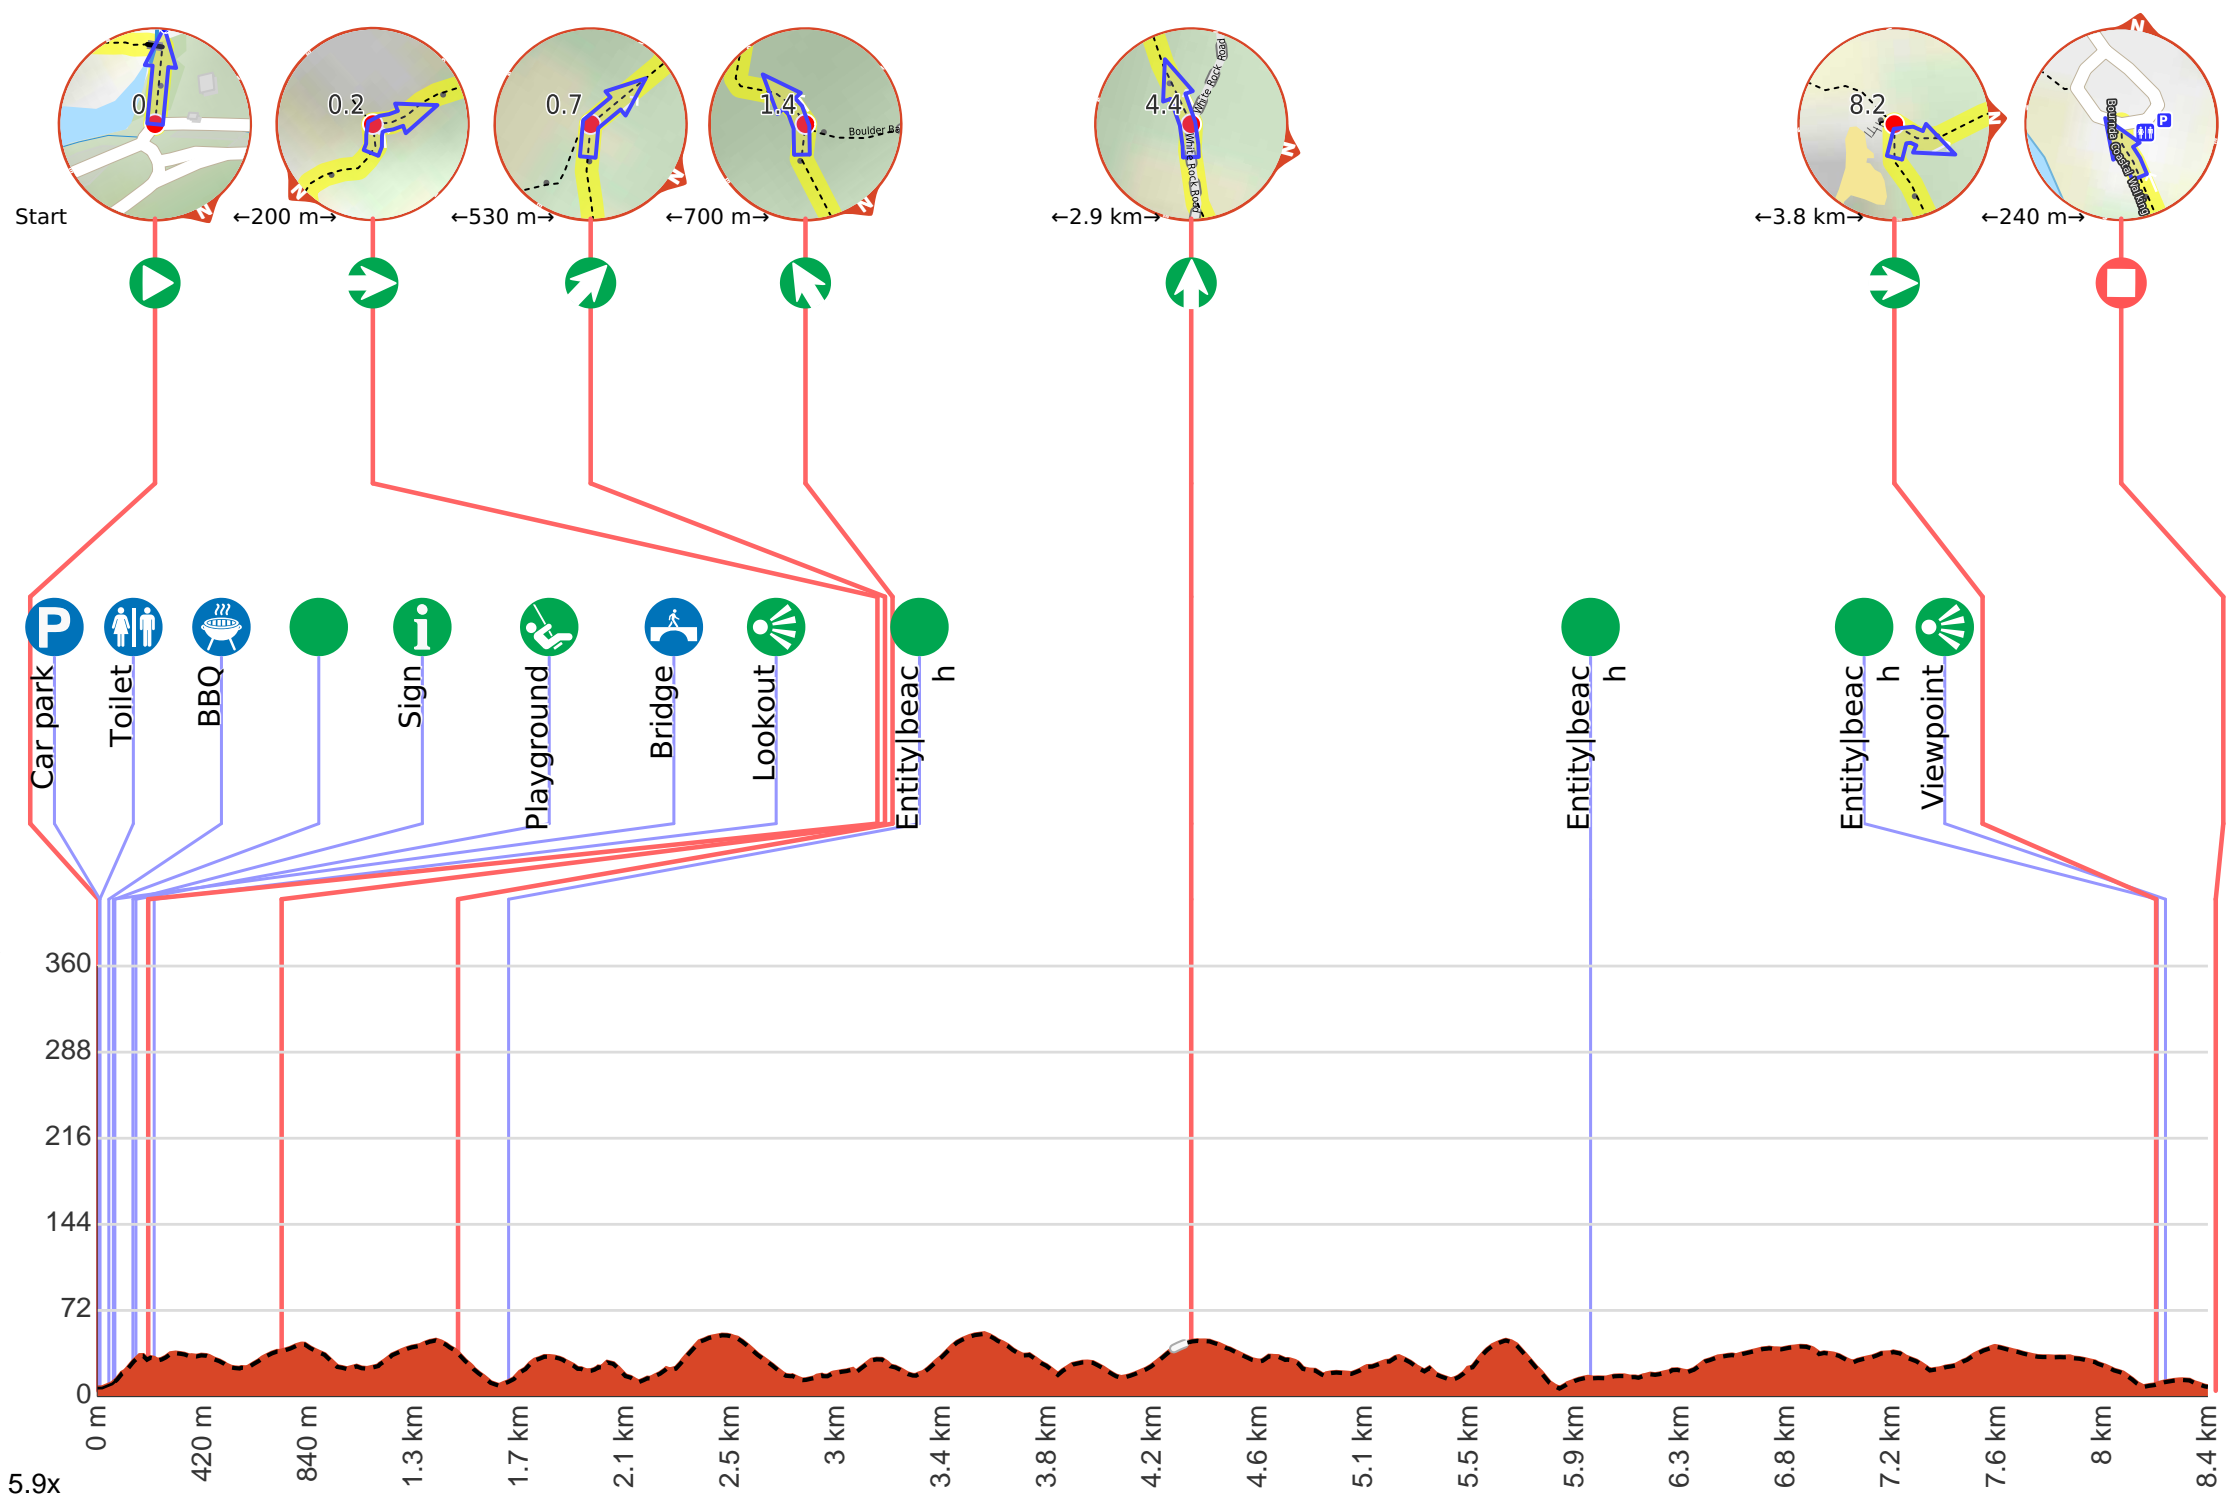 0
0.2
0.7
1.4
4.4
8.2
Boulder
White Rock Road
White Rock Road
Coastal Walking
P
N
N
N
N
N
N
N
Start
←200 m→
←530 m→
←700 m→
←2.9 km→
←3.8 km→
←240 m→
P
i
Car park
Toilet
BBQ
Sign
Playground
Bridge
Lookout
Entity|beac
h
Entity|beac
h
Entity|beac
h
Viewpoint
360
288
216
144
72
0
0 m
420 m
840 m
1.3 km
1.7 km
2.1 km
2.5 km
3 km
3.4 km
3.8 km
4.2 km
4.6 km
5.1 km
5.5 km
5.9 km
6.3 km
6.8 km
7.2 km
7.6 km
8 km
8.4 km
5.9x